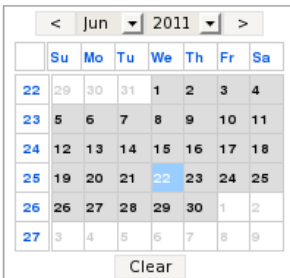 < Jun 2011 >
Su Mo Tu We Th Fr Sa
22 29 30 31 1 2 3 4
23 5 6 7 8 9 10 11
24 12 13 14 15 16 17 18
25 19 20 21 22 23 24 25
26 26 27 28 29 30 1 2
27 3 4 5 6 7 8 9
Clear